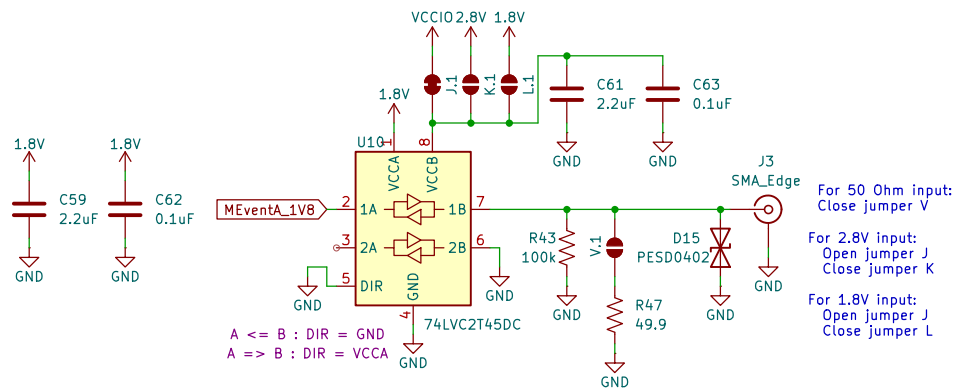 VCCIO 2.8V 1.8V
J.1
K.1
L.1
1.8V
C61
2.2uF
C63
0.1uF
GND
GND
1.8V
1.8V
C59
2.2uF
C62
0.1uF
GND
GND
U10
1
8
VCCA
VCCB
MEventA_1V8
2
1A
1B
7
3
2A
2B
6
5
DIR
GND
4
GND
GND
GND
74LVC2T45DC
A <= B : DIR = GND
A => B : DIR = VCCA
R43
100k
GND
V.1
R47
49.9
GND
D15
PESD0402
GND
J3
SMA_Edge
GND
For 50 Ohm input:
Close jumper V
For 2.8V input:
Open jumper J
Close jumper K
For 1.8V input:
Open jumper J
Close jumper L